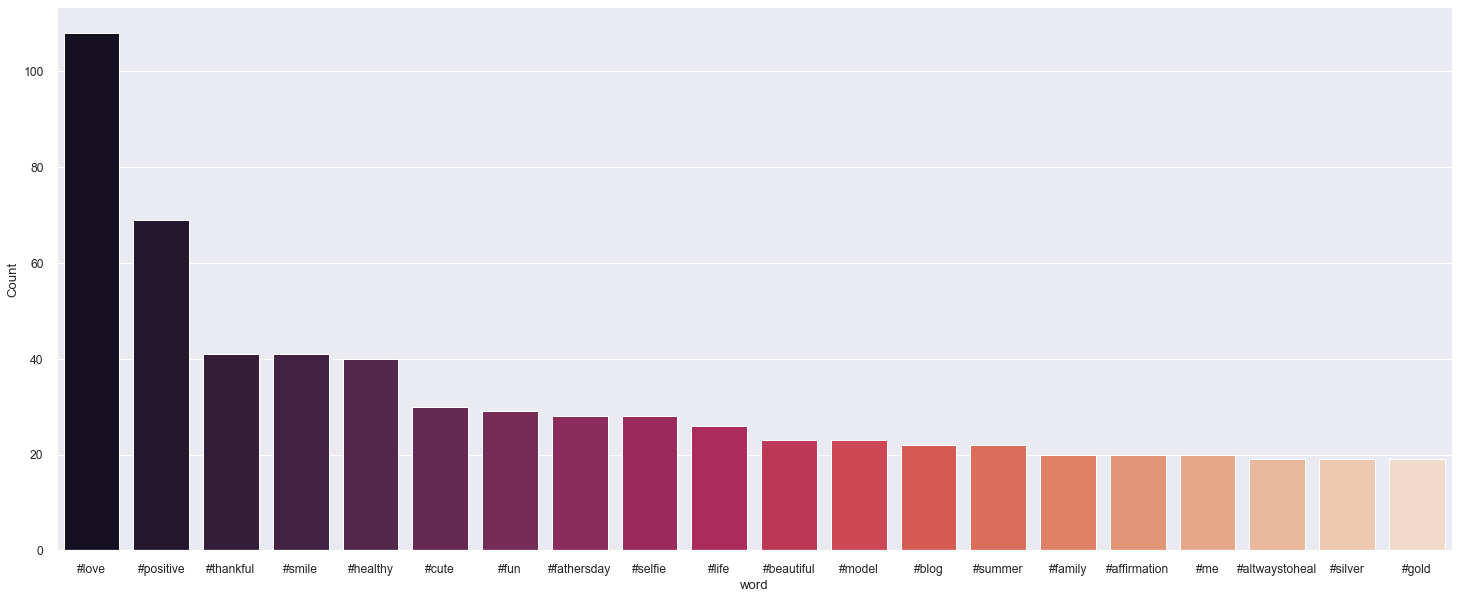 100
80
60
40
20
0
Count
#love #positive #thankful #smile #healthy #cute #fun #fathersday #selfie #life #beautiful #model #blog #summer #family #affirmation #me #altwaystoheal #silver #gold
word